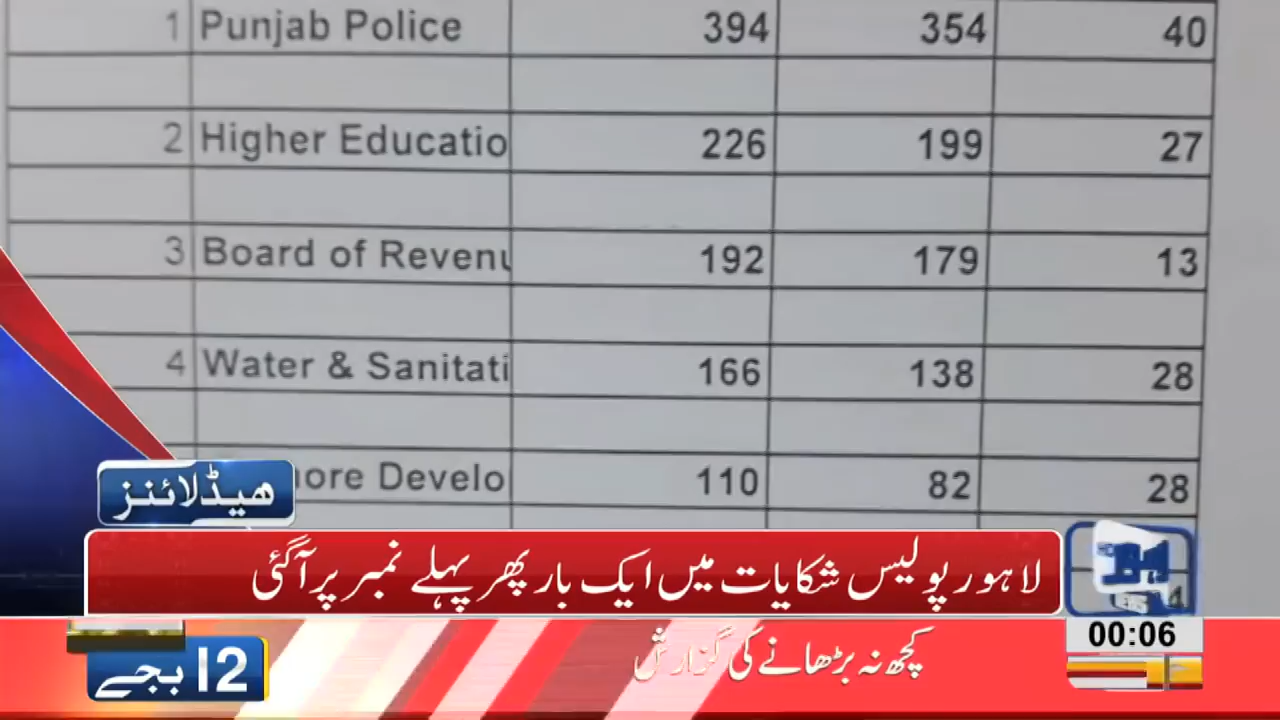 1 Punjab Police 394 354 40
2 Higher Educatio 226 199 27
3 Board of Revenu 192 179 13
4 Water & Sanitati 166 138 28
ore Develo 110 82 28
ھیڈلائنز
لاہور پولیس شکایات میں ایک بار پھر پہلے نمبر پر آگئی
00:06
کچھ نہ بڑھانے کی گزارش
12 بجے